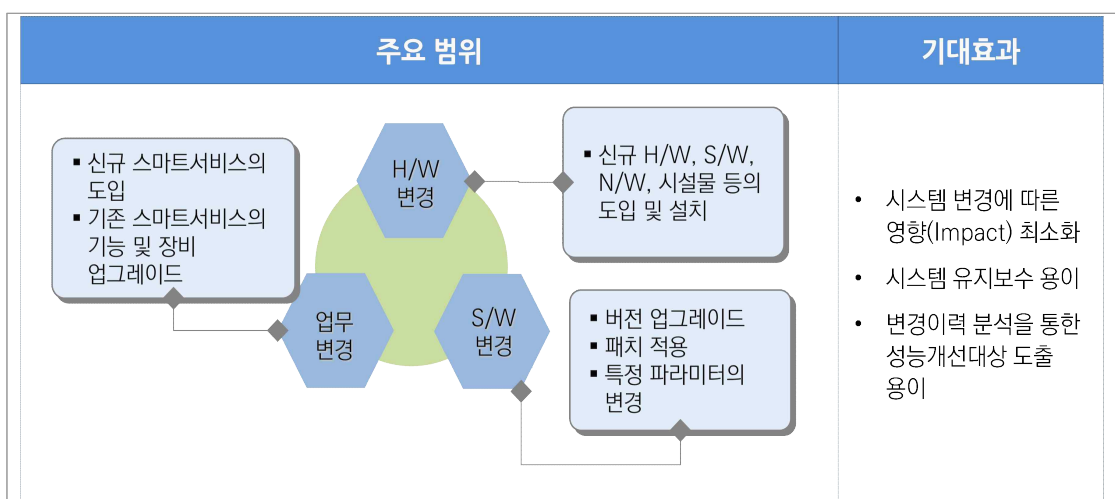 주요 범위
기대효과
▪ 신규 스마트서비스의
도입
▪ 기존 스마트서비스의
기능 및 장비
업그레이드
H/W
변경
▪ 신규 H/W, S/W,
N/W, 시설물 등의
도입 및 설치
업무
변경
S/W
변경
▪ 버전 업그레이드
▪ 패치 적용
▪ 특정 파라미터의
변경
• 시스템 변경에 따른
영향(Impact) 최소화
• 시스템 유지보수 용이
• 변경이력 분석을 통한
성능개선대상 도출
용이